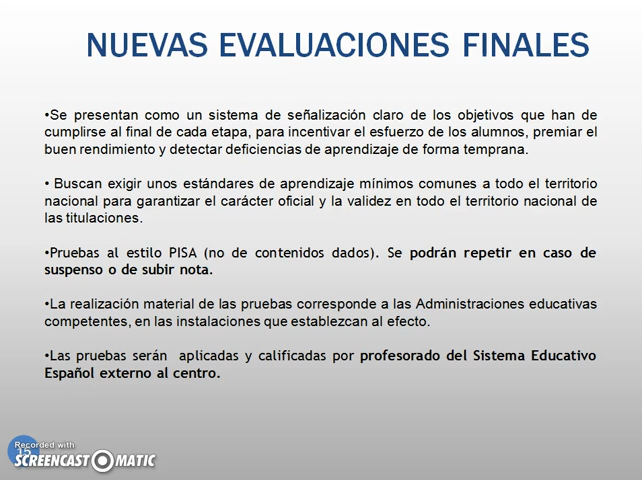 NUEVAS EVALUACIONES FINALES
•Se presentan como un sistema de señalización claro de los objetivos que han de
cumplirse al final de cada etapa, para incentivar el esfuerzo de los alumnos, premiar el
buen rendimiento y detectar deficiencias de aprendizaje de forma temprana.
• Buscan exigir unos estándares de aprendizaje mínimos comunes a todo el territorio
nacional para garantizar el carácter oficial y la validez en todo el territorio nacional de
las titulaciones.
•Pruebas al estilo PISA (no de contenidos dados). Se podrán repetir en caso de
suspenso o de subir nota.
•La realización material de las pruebas corresponde a las Administraciones educativas
competentes, en las instalaciones que establezcan al efecto.
•Las pruebas serán aplicadas y calificadas por profesorado del Sistema Educativo
Español externo al centro.
15
Recorded with
SCREENCAST MATIC